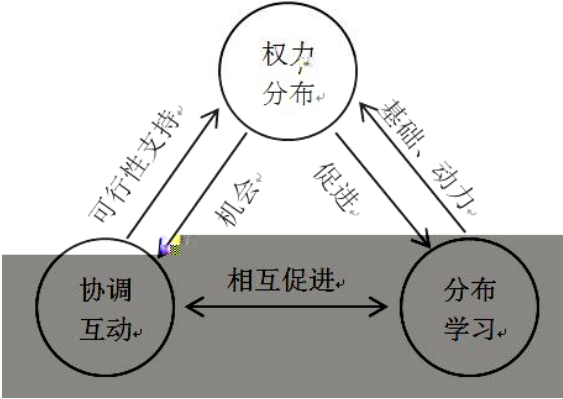 权力
分布
可行性支持
机会
促进
基础、动力
协调
互动
相互促进
分布
学习